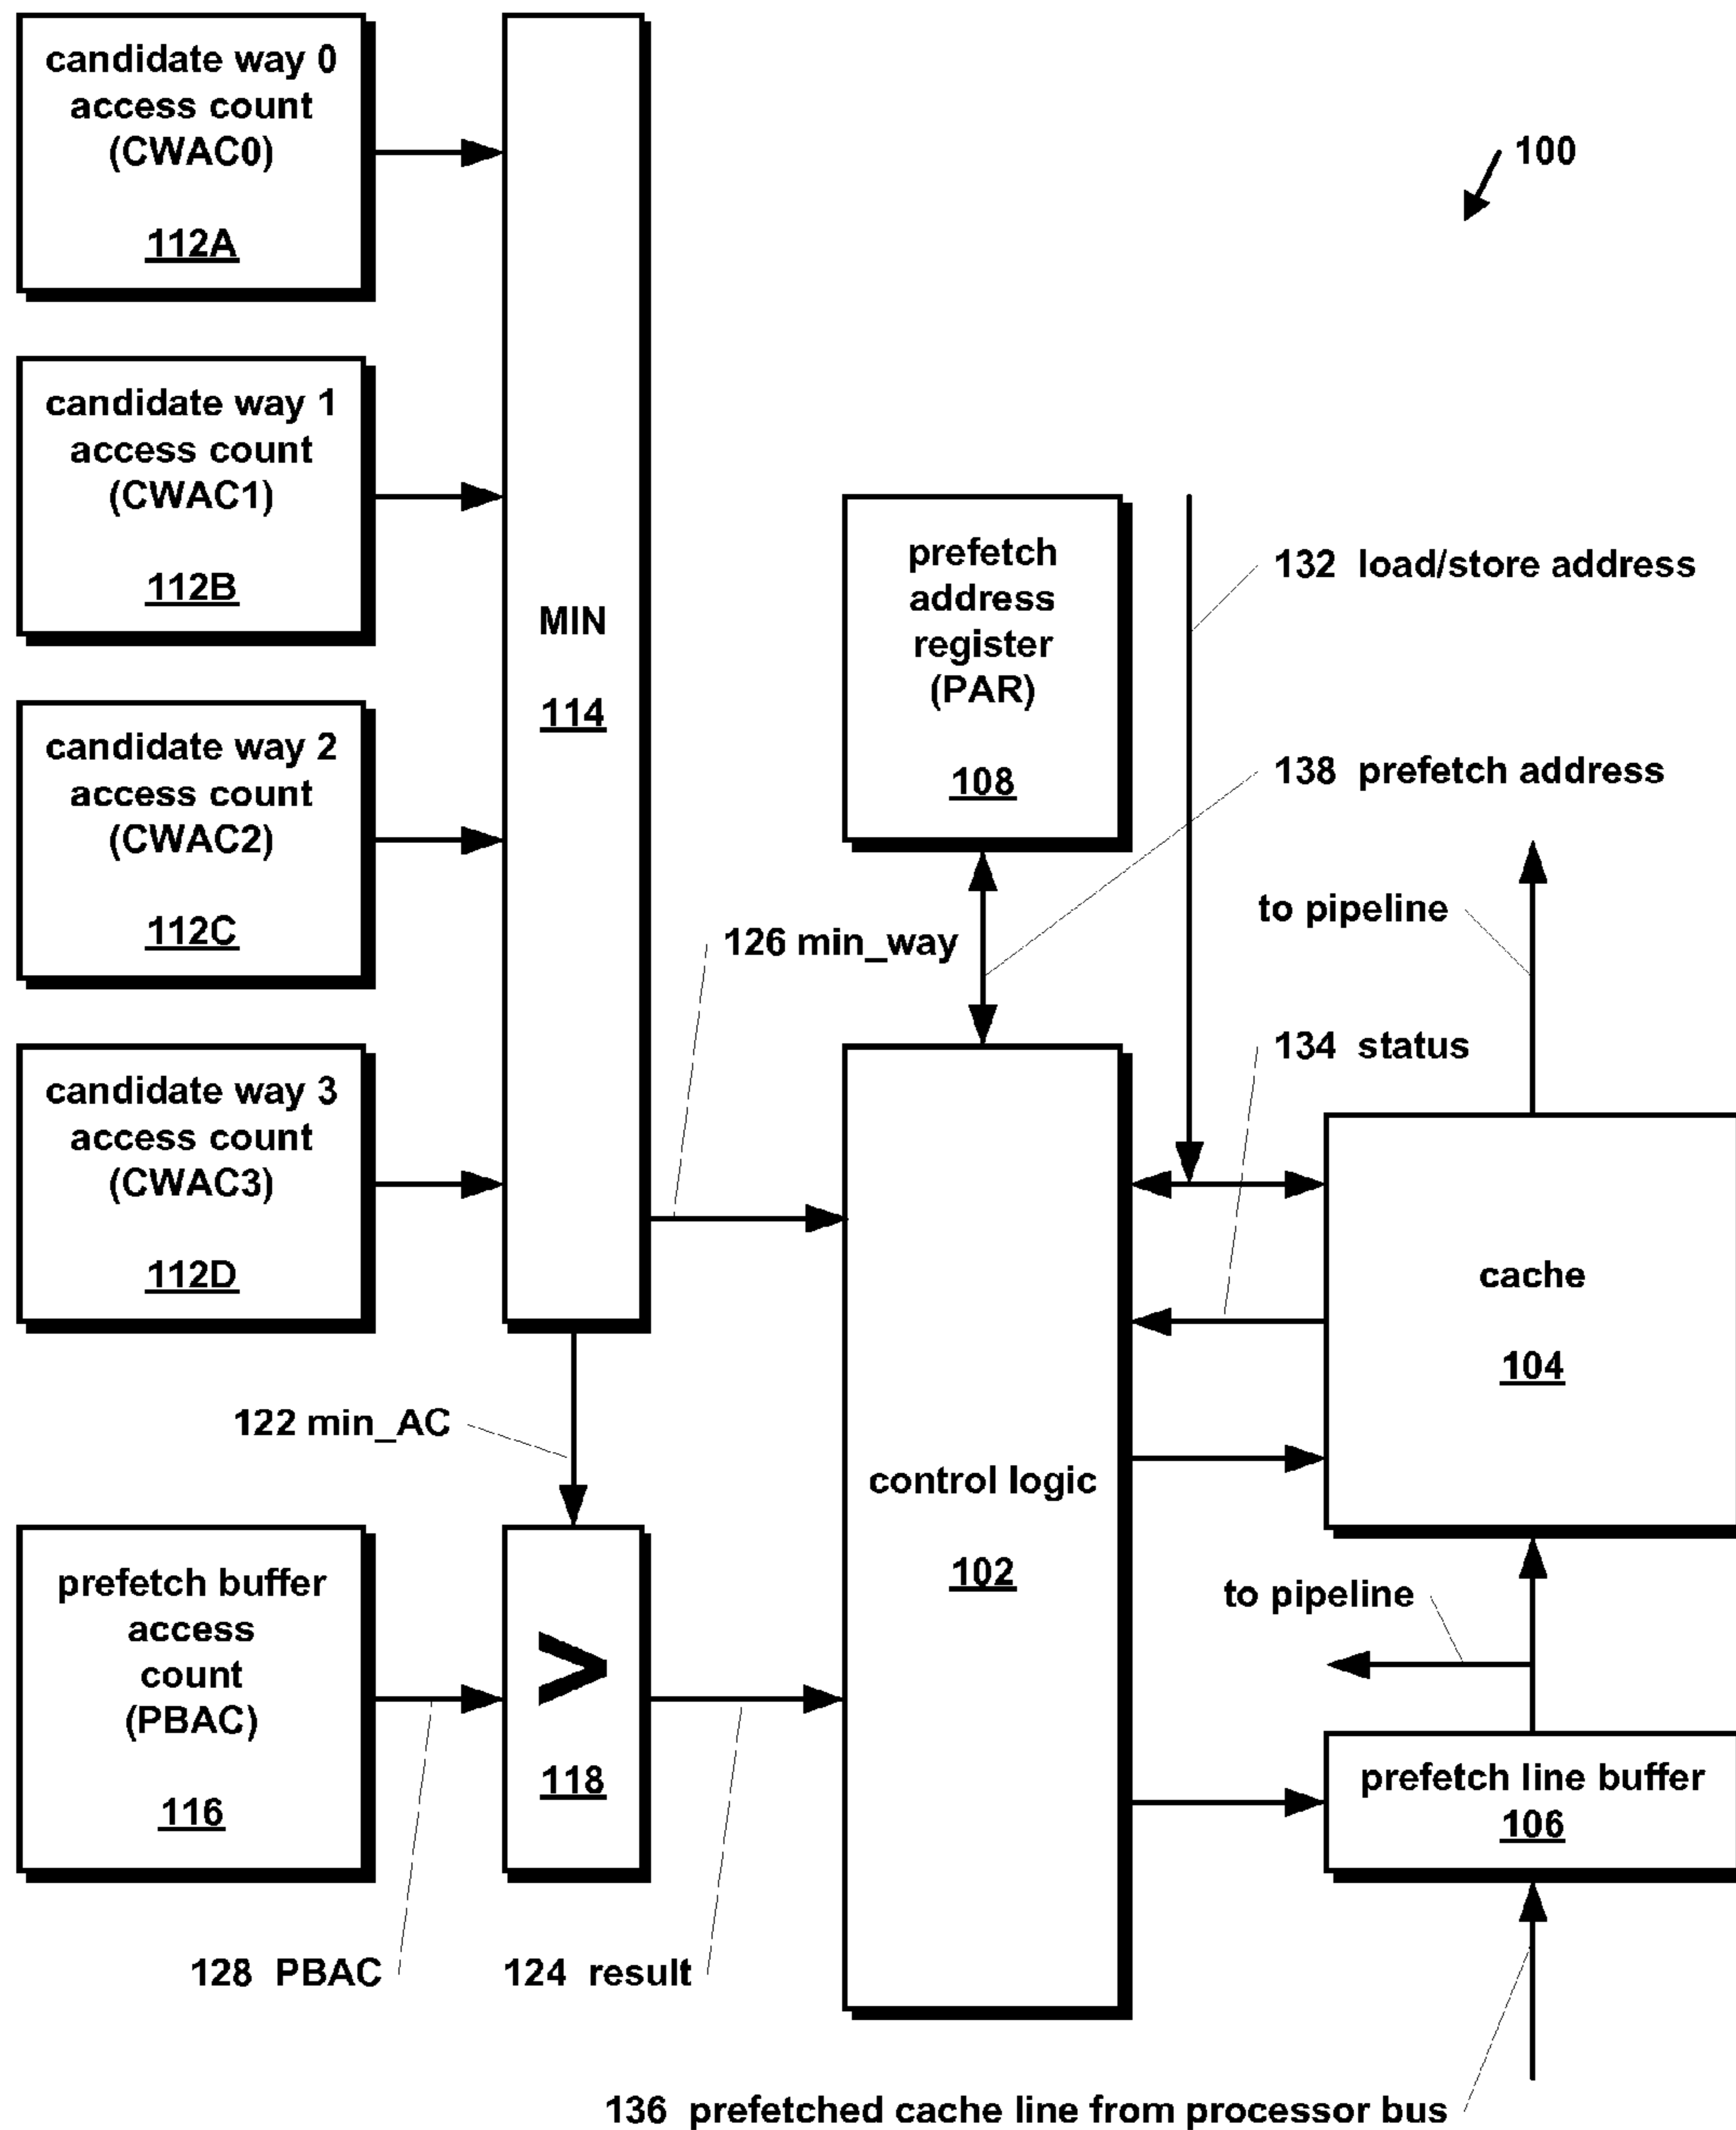 candidate way 0
access count
(CWAC0)
112A
candidate way 1
access count
(CWAC1)
112B
candidate way 2
access count
(CWAC2)
112C
candidate way 3
access count
(CWAC3)
112D
MIN
114
100
prefetch
address
register
(PAR)
108
132 load/store address
138 prefetch address
to pipeline
126 min_way
134 status
cache
104
122 min_AC
control logic
102
prefetch buffer
access
count
(PBAC)
116
>
118
to pipeline
prefetch line buffer
106
128 PBAC
124 result
136 prefetched cache line from processor bus